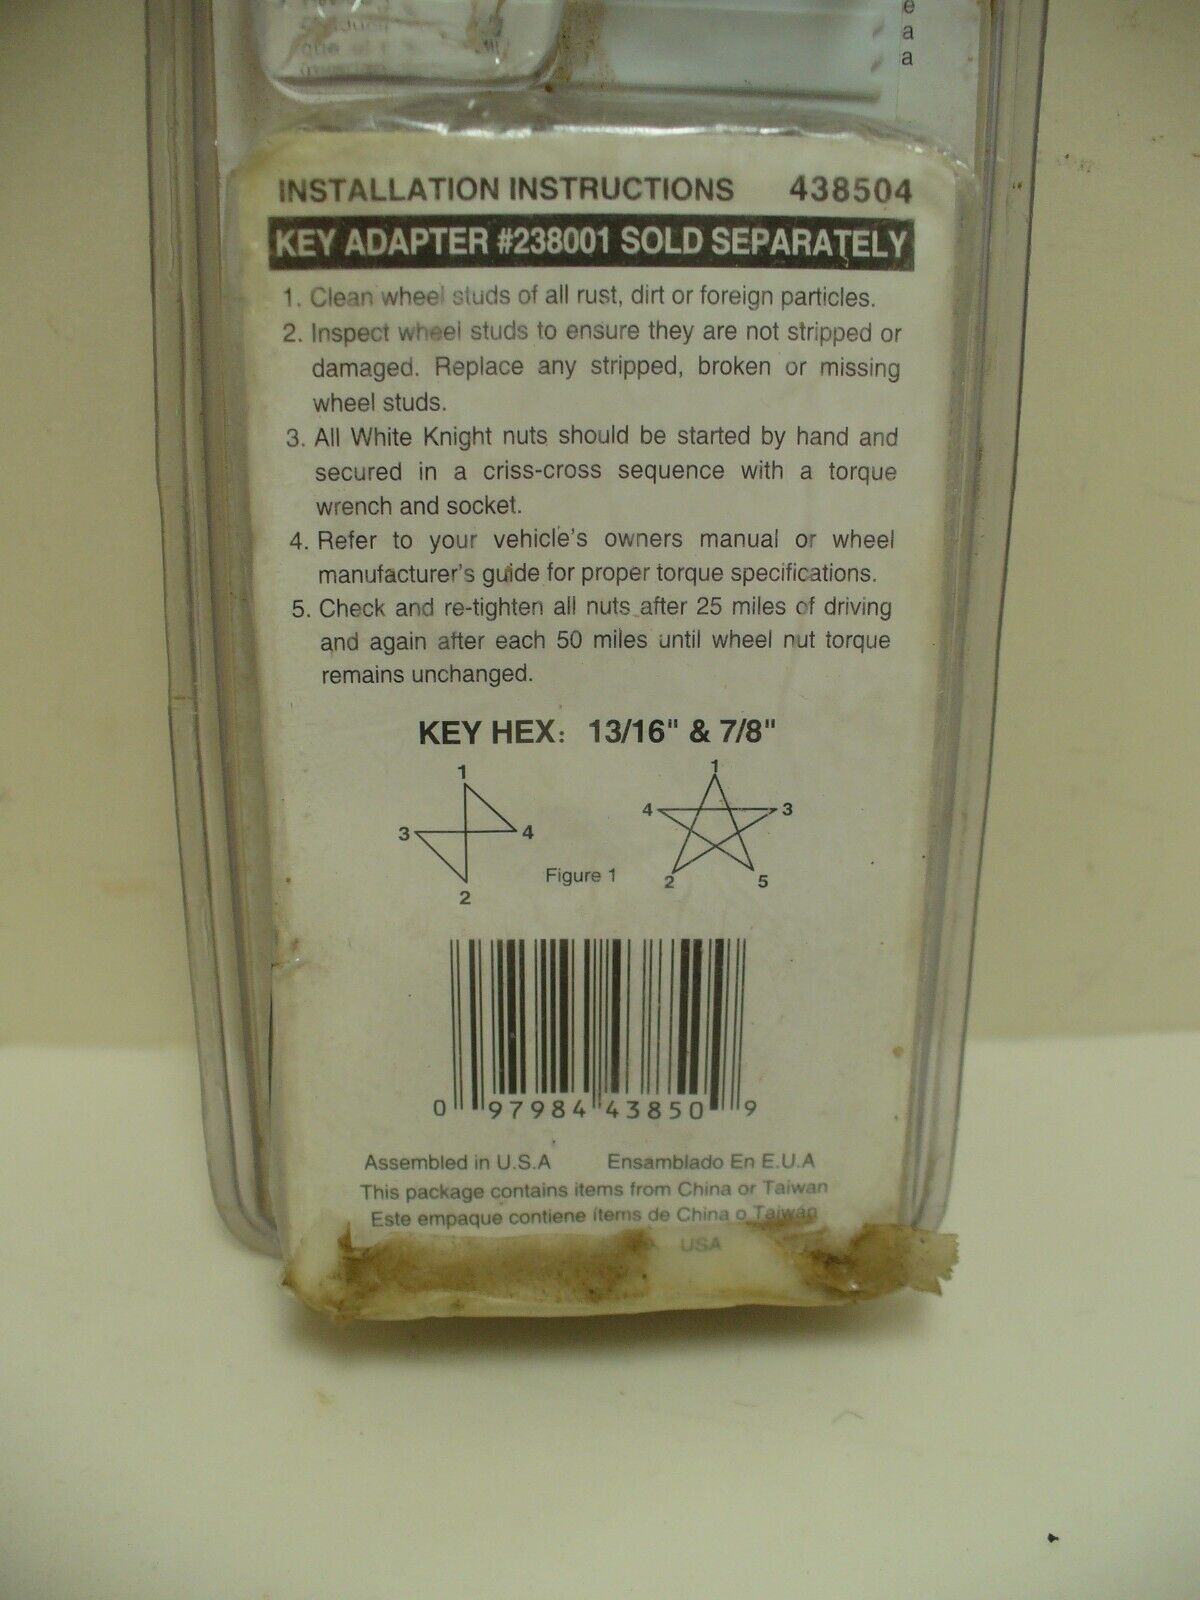 e
a
a
INSTALLATION INSTRUCTIONS 438504
KEY ADAPTER #238001 SOLD SEPARATELY
1. Clean wheel studs of all rust, dirt or foreign particles.
2. Inspect wheel studs to ensure they are not stripped or
damaged. Replace any stripped, broken or missing
wheel studs.
3. All White Knight nuts should be started by hand and
secured in a criss-cross sequence with a torque
wrench and socket.
4. Refer to your vehicle's owners manual or wheel
manufacturer's guide for proper torque specifications.
5. Check and re-tighten all nuts after 25 miles of driving
and again after each 50 miles until wheel nut torque
remains unchanged.
KEY HEX: 13/16" & 7/8"
1 1
4 3
3 4
Figure 1
2 5
2
0 97984 43850 9
Assembled in U.S.A Ensamblado En E.U.A
This package contains items from China or Taiwan
Este empaque contiene ítems de China o Taiwán
USA